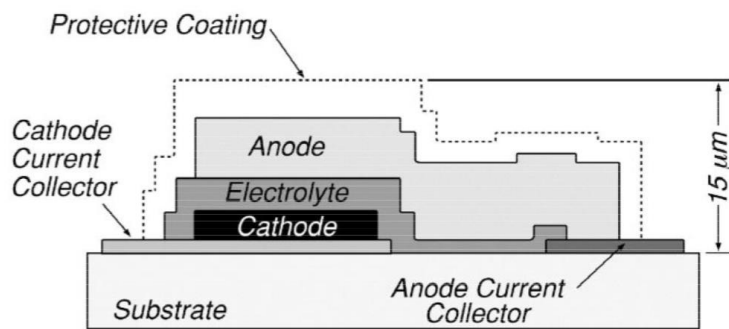 Protective Coating
Cathode
Current
Collector
Anode
Electrolyte
Cathode
15 μm
Substrate
Anode Current
Collector